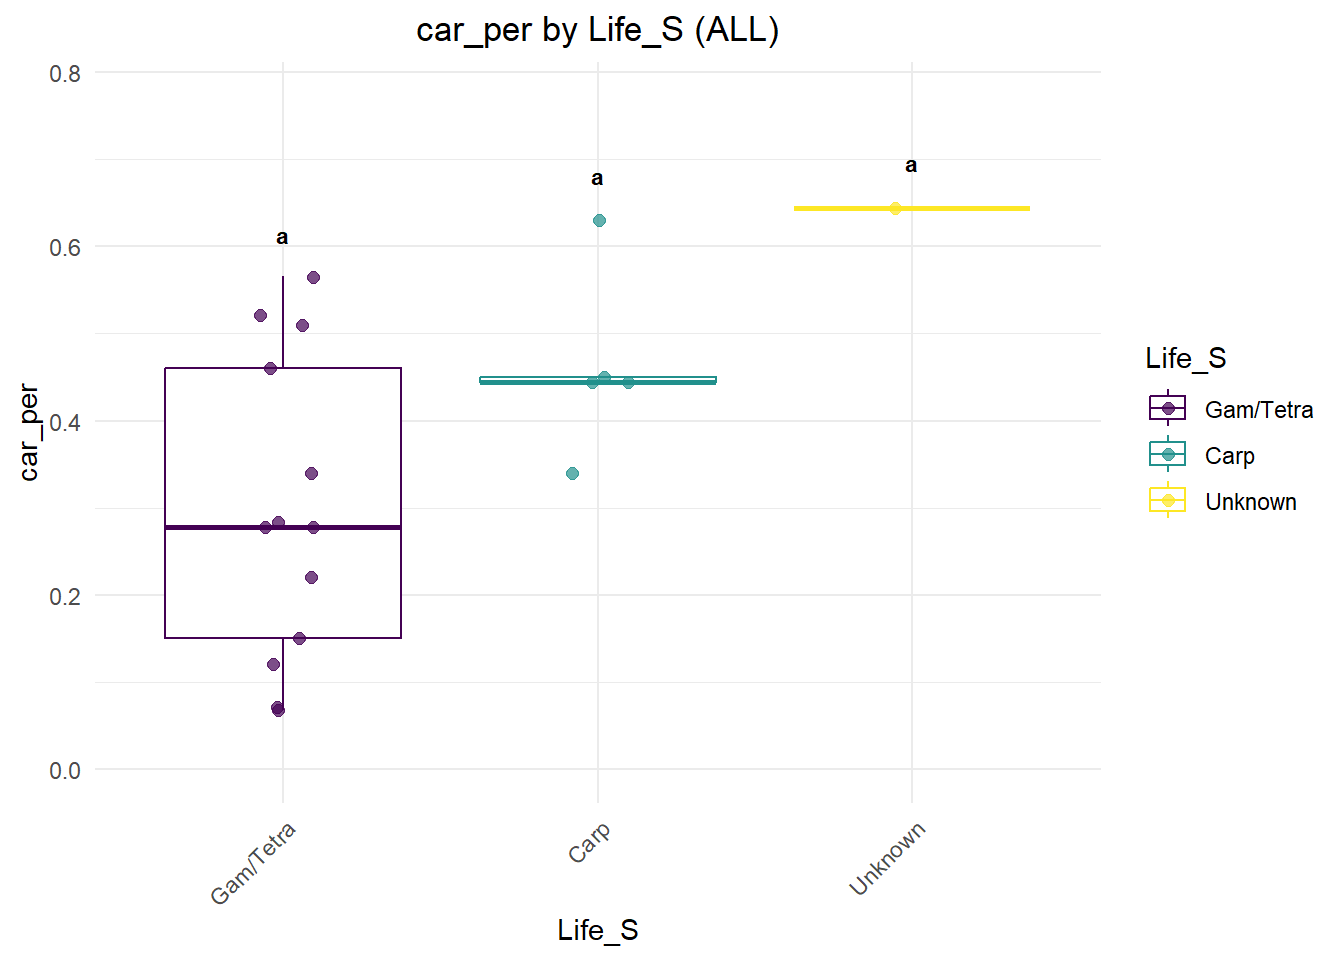 car_per by Life_S (ALL)
0.8
0.6
0.4
0.2
0.0
car_per
a
a
a
Gam/Tetra
Carp
Unknown
Life_S
Life_S
Gam/Tetra
Carp
Unknown